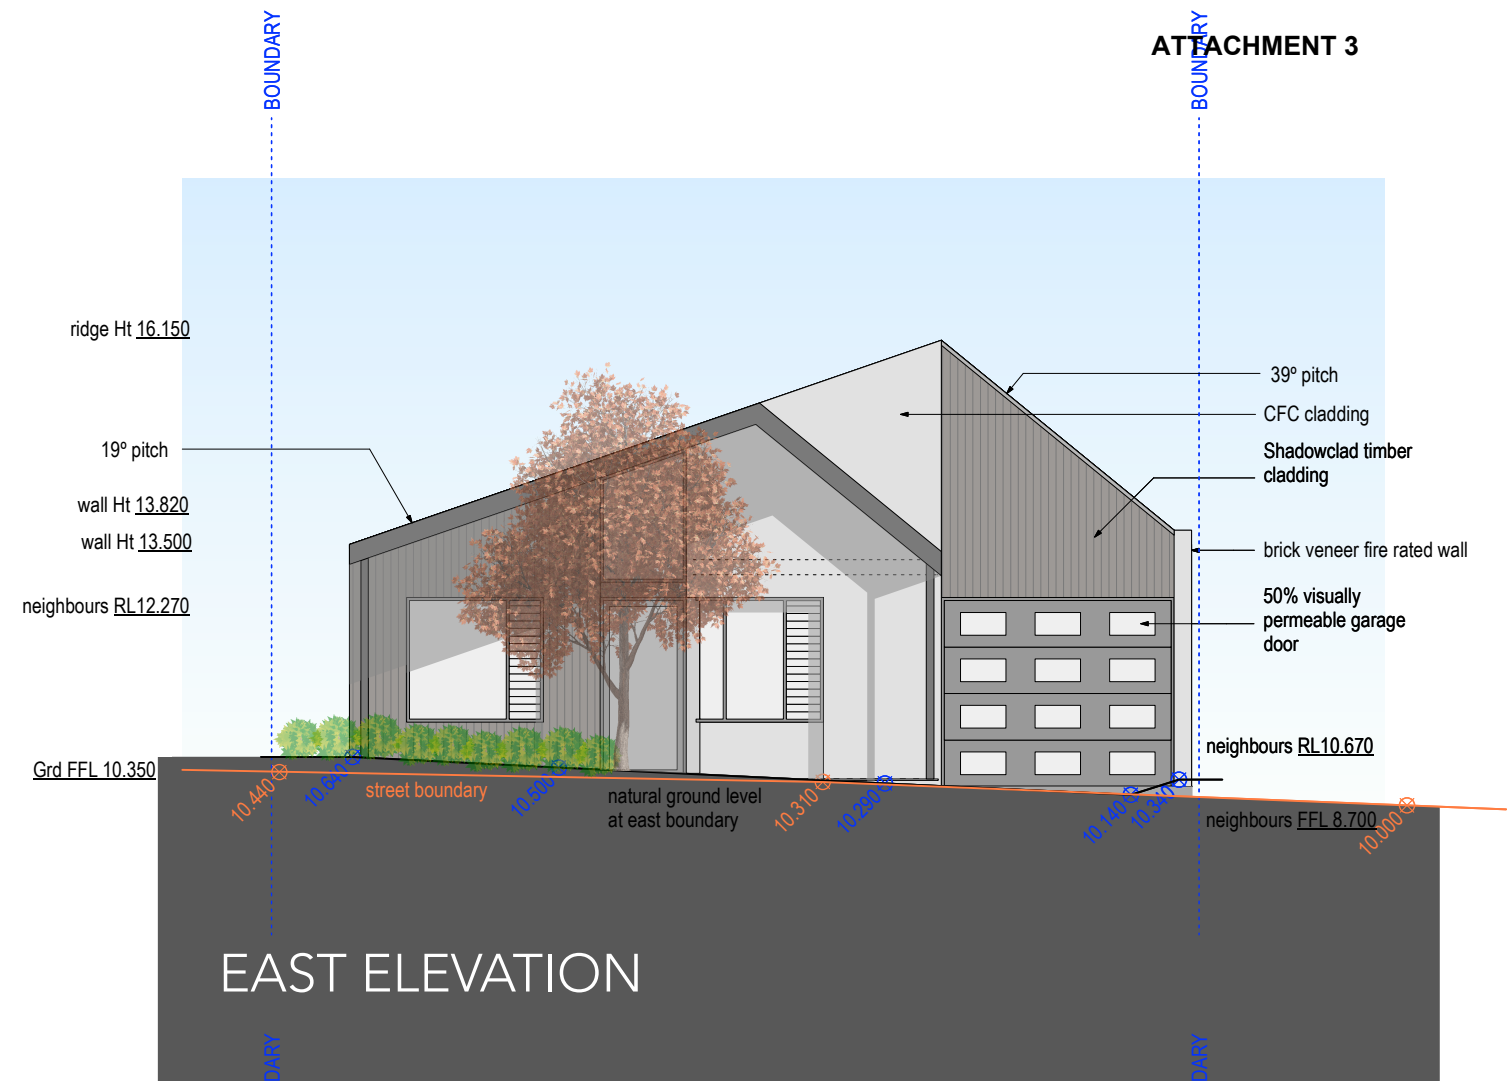 BOUNDARY
BOUNDARY
ATTACHMENT 3
ridge Ht 16.150
39º pitch
CFC cladding
19º pitch
Shadowclad timber
cladding
wall Ht 13.820
wall Ht 13.500
brick veneer fire rated wall
neighbours RL12.270
50% visually
permeable garage
door
neighbours RL10.670
Grd FFL 10.350
10.440
10.640
street boundary
10.500
natural ground level
at east boundary
10.310
10.290
10.140
10.340
neighbours FFL 8.700
10.000
EAST ELEVATION
DARY
DARY